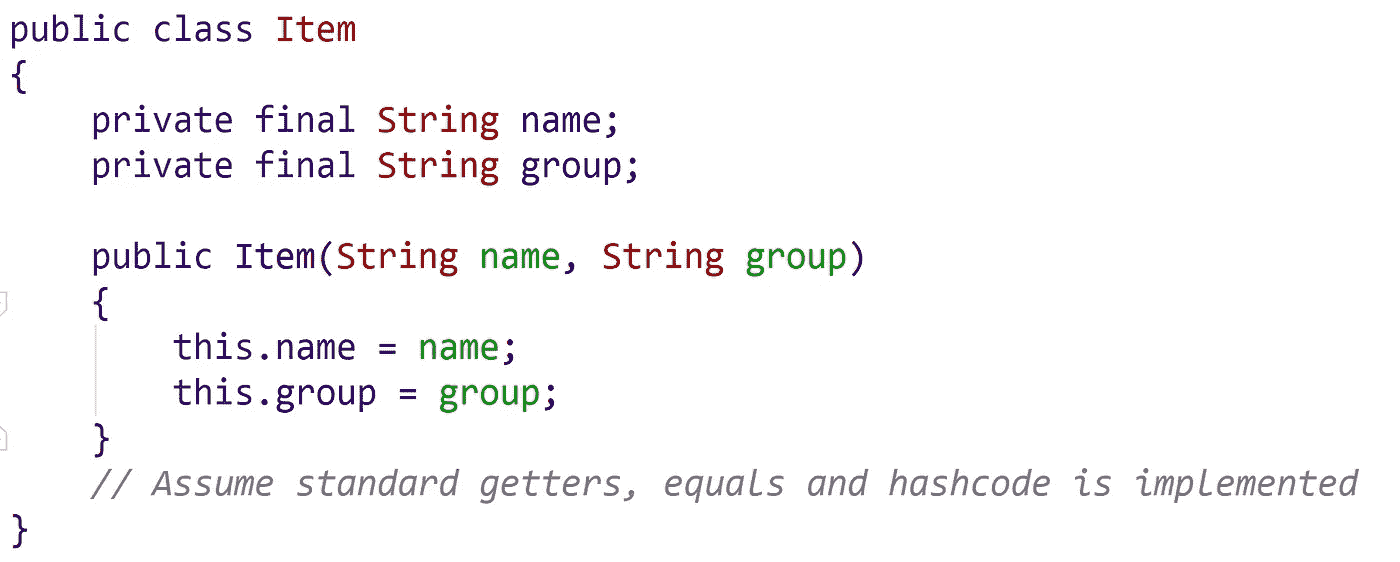 public class Item
{
    private final String name;
    private final String group;

    public Item(String name, String group)
    {
        this.name = name;
        this.group = group;
    }
    // Assume standard getters, equals and hashcode is implemented
}